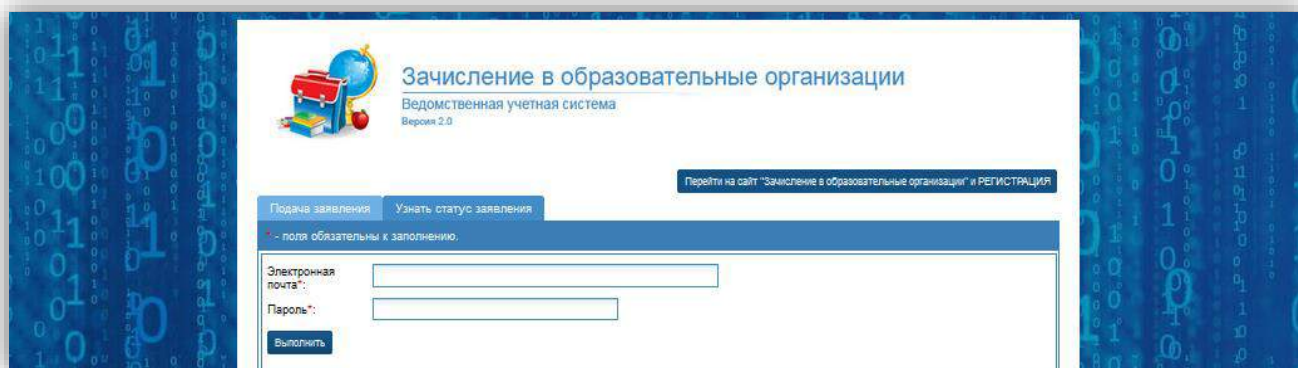 Зачисление в образовательные организации
Ведомственная учетная система
Версия 2.0
Перейти на сайт "Зачисление в образовательные организации" и РЕГИСТРАЦИЯ
Подача заявления Узнать статус заявления
* - поля обязательны к заполнению.
Электронная
почта*:
Пароль*:
Выполнить